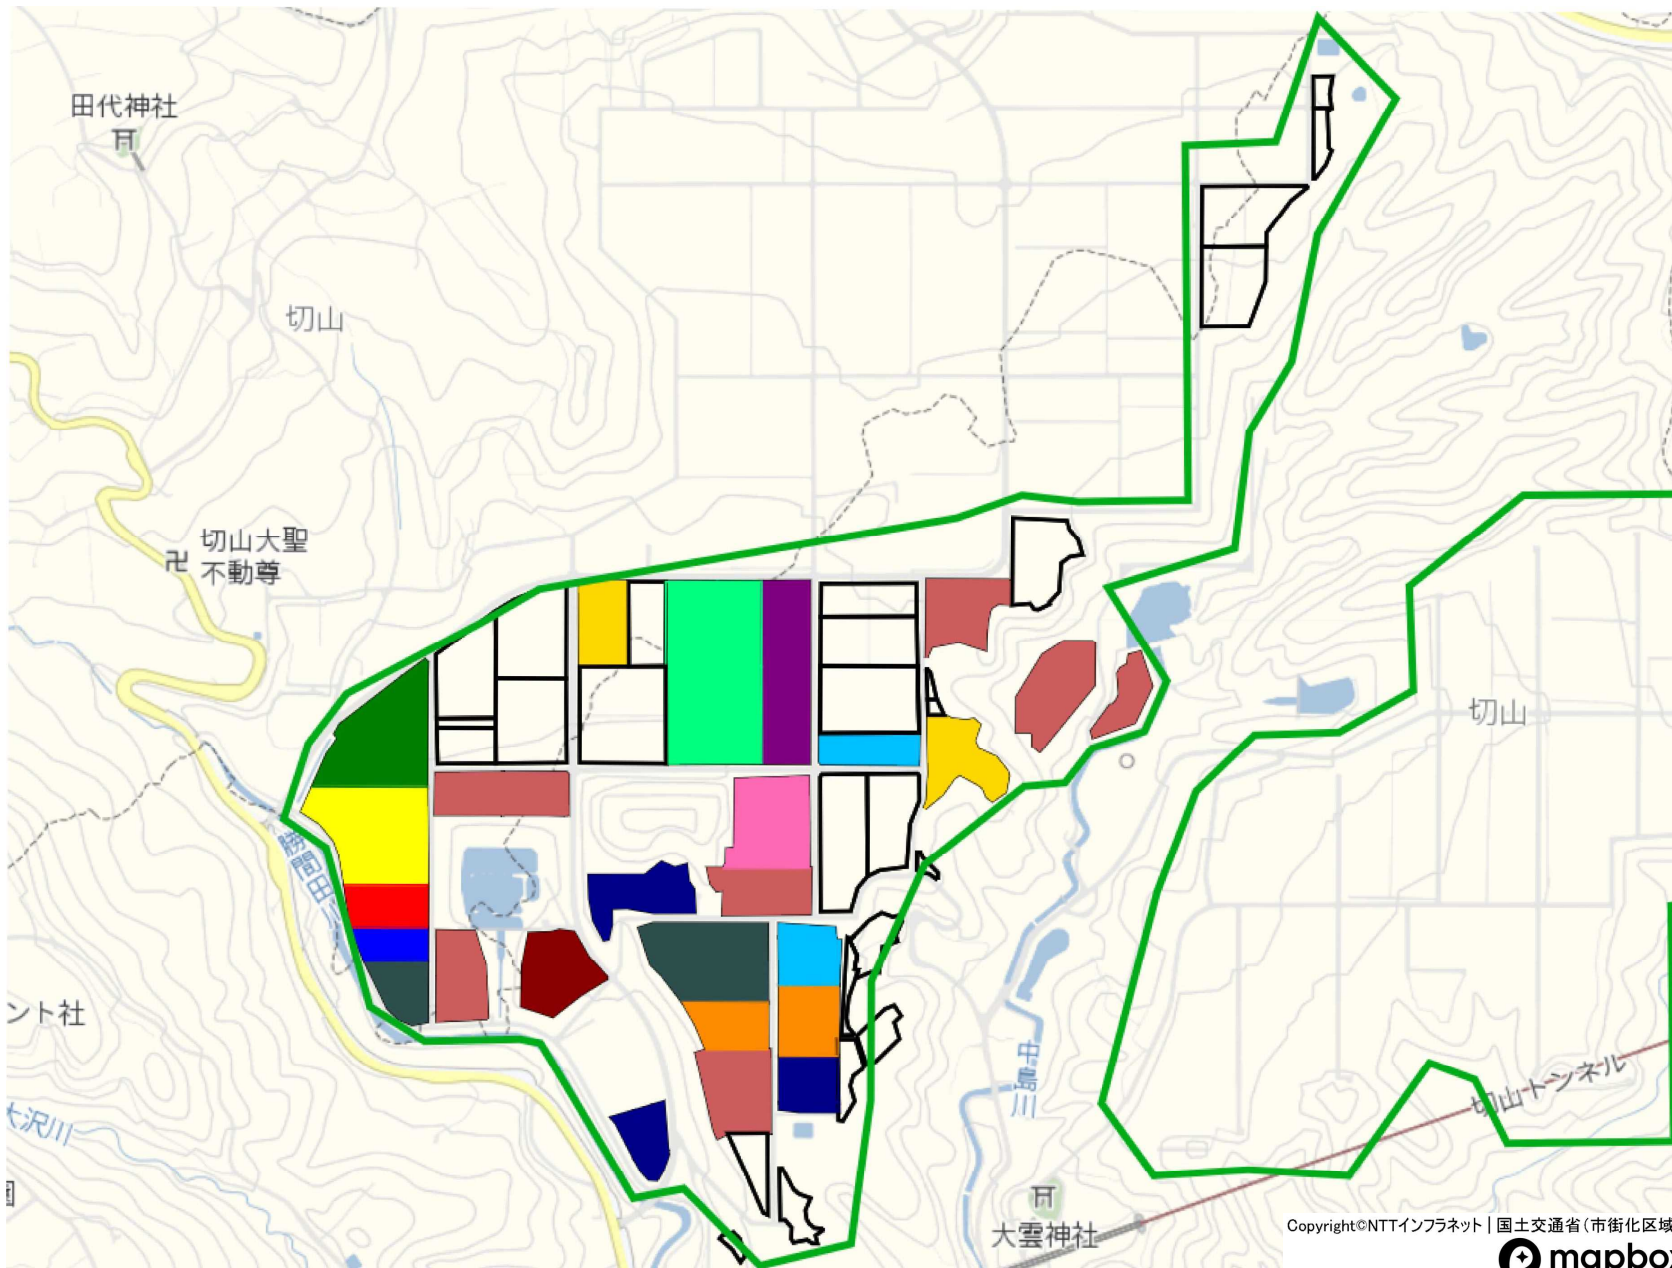 田代神社
切山
切山大聖
不動尊
勝間田川
切山
ント社
中島川
切山トンネル
大沢川
大雲神社
Copyright©NTTインフラネット | 国土交通省(市街化区域
mapbox